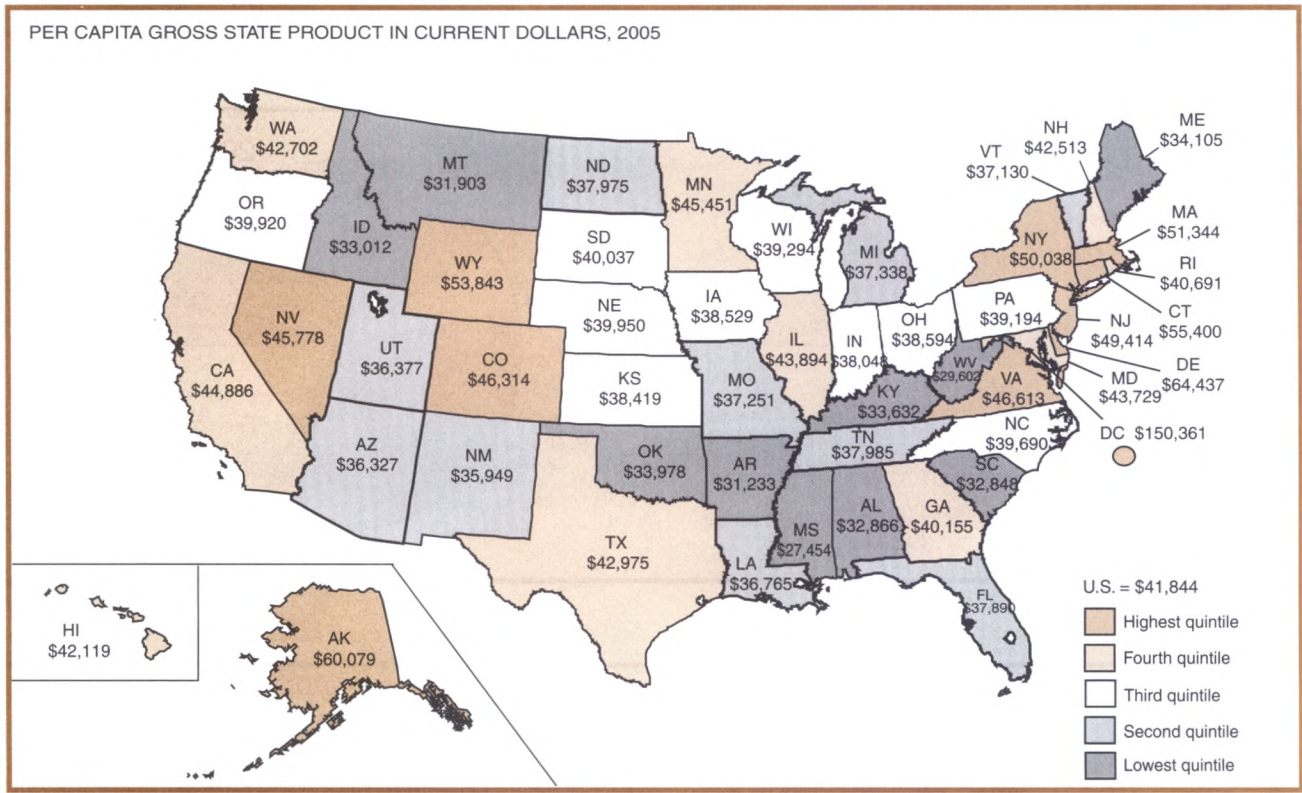 PER CAPITA GROSS STATE PRODUCT IN CURRENT DOLLARS, 2005
WA
$42,702
OR
$39,920
CA
$44,886
NV
$45,778
ID
$33,012
MT
$31,903
WY
$53,843
UT
$36,377
CO
$46,314
AZ
$36,327
NM
$35,949
ND
$37,975
SD
$40,037
NE
$39,950
KS
$38,419
OK
$33,978
TX
$42,975
MN
$45,451
IA
$38,529
MO
$37,251
AR
$31,233
LA
$36,765
WI
$39,294
IL
$43,894
MI
$37,338
IN
$38,048
OH
$38,594
KY
$33,632
TN
$37,985
MS
$27,454
AL
$32,866
GA
$40,155
FL
$37,890
SC
$32,848
NC
$39,690
VA
$46,613
WV
$29,602
PA
$39,194
NY
$50,038
VT
$37,130
NH
$42,513
ME
$34,105
MA
$51,344
RI
$40,691
CT
$55,400
NJ
$49,414
DE
$64,437
MD
$43,729
DC $150,361
HI
$42,119
AK
$60,079
U.S. = $41,844
Highest quintile
Fourth quintile
Third quintile
Second quintile
Lowest quintile